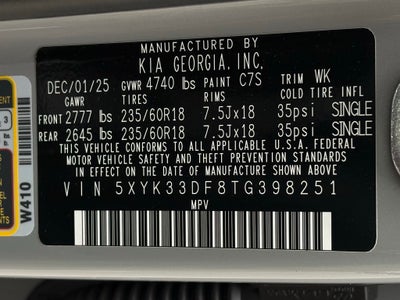 MANUFACTURED BY
KIA GEORGIA, INC.
DEC/01/25 GVWR 4740 lbs PAINT C7S TRIM WK
GAWR TIRES RIMS COLD TIRE INFL
FRONT 2777 lbs 235/60R18 7.5Jx18 35psi SINGLE
REAR 2645 lbs 235/60R18 7.5Jx18 35psi SINGLE
THIS VEHICLE CONFORMS TO ALL APPLICABLE U.S.A. FEDERAL
MOTOR VEHICLE SAFETY AND THEFT PREVENTION STANDARDS
IN EFFECT ON THE DATE OF MANUFACTURE SHOWN ABOVE.
VIN 5XYK33DF8TG398251
MPV
W410
3